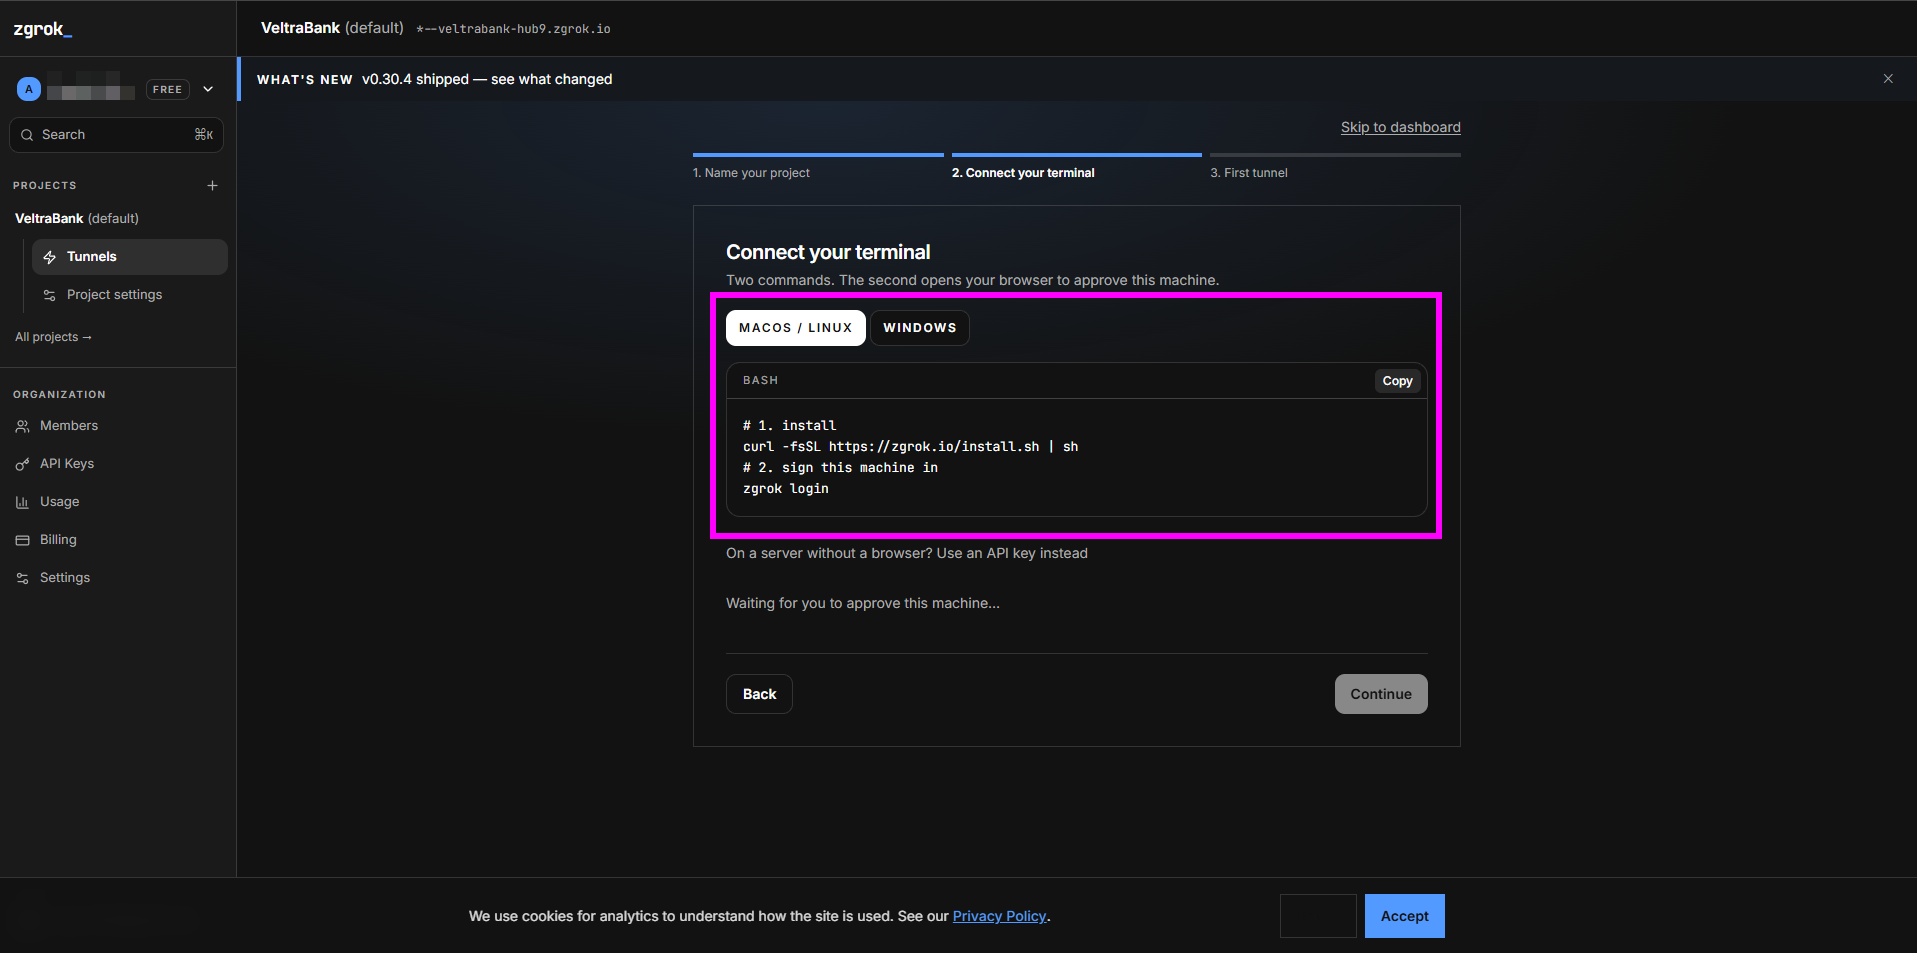 zgrok_
VeltraBank (default) *--veltrabank-hub9.zgrok.io
A FREE
WHAT'S NEW v0.30.4 shipped — see what changed
Search ⌘K
Skip to dashboard
1. Name your project
2. Connect your terminal
3. First tunnel
PROJECTS +
VeltraBank (default)
Tunnels
Project settings
All projects →
ORGANIZATION
Members
API Keys
Usage
Billing
Settings
Connect your terminal
Two commands. The second opens your browser to approve this machine.
MACOS / LINUX WINDOWS
BASH Copy
# 1. install
curl -fsSL https://zgrok.io/install.sh | sh
# 2. sign this machine in
zgrok login
On a server without a browser? Use an API key instead
Waiting for you to approve this machine...
Back Continue
We use cookies for analytics to understand how the site is used. See our Privacy Policy.
Accept